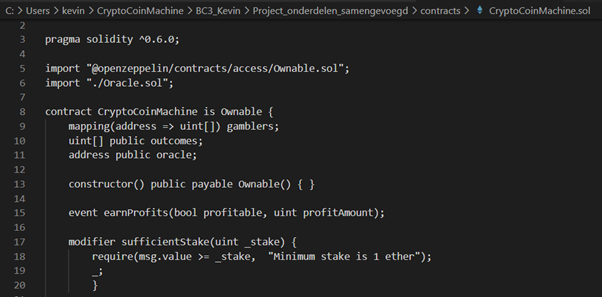 C: > Users > kevin > CryptoCoinMachine > BC3_Kevin > Project_onderdelen_samengevoegd > contracts > CryptoCoinMachine.sol
2
3 pragma solidity ^0.6.0;
4
5 import "@openzeppelin/contracts/access/Ownable.sol";
6 import "./Oracle.sol";
7
8 contract CryptoCoinMachine is Ownable {
9 mapping(address => uint[]) gamblers;
10 uint[] public outcomes;
11 address public oracle;
12
13 constructor() public payable Ownable() { }
14
15 event earnProfits(bool profitable, uint profitAmount);
16
17 modifier sufficientStake(uint _stake) {
18 require(msg.value >= _stake, "Minimum stake is 1 ether");
19 _;
20 }